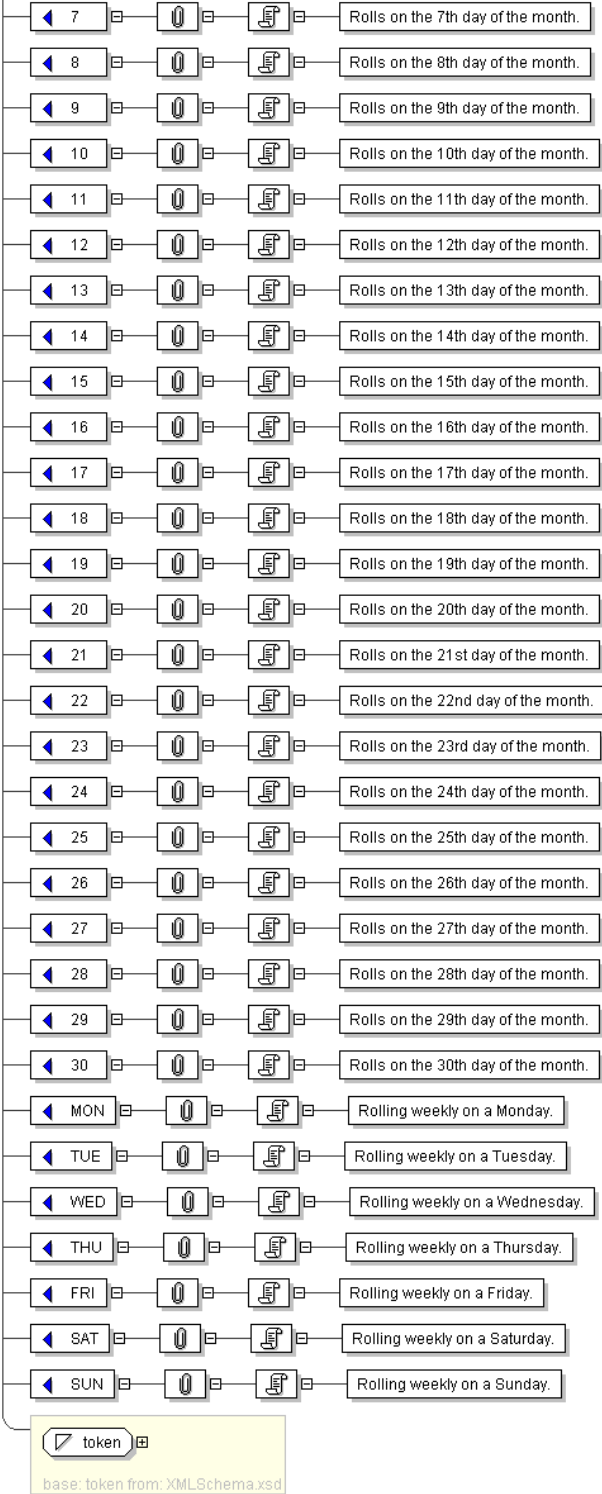 7 Rolls on the 7th day of the month.
8 Rolls on the 8th day of the month.
9 Rolls on the 9th day of the month.
10 Rolls on the 10th day of the month.
11 Rolls on the 11th day of the month.
12 Rolls on the 12th day of the month.
13 Rolls on the 13th day of the month.
14 Rolls on the 14th day of the month.
15 Rolls on the 15th day of the month.
16 Rolls on the 16th day of the month.
17 Rolls on the 17th day of the month.
18 Rolls on the 18th day of the month.
19 Rolls on the 19th day of the month.
20 Rolls on the 20th day of the month.
21 Rolls on the 21st day of the month.
22 Rolls on the 22nd day of the month.
23 Rolls on the 23rd day of the month.
24 Rolls on the 24th day of the month.
25 Rolls on the 25th day of the month.
26 Rolls on the 26th day of the month.
27 Rolls on the 27th day of the month.
28 Rolls on the 28th day of the month.
29 Rolls on the 29th day of the month.
30 Rolls on the 30th day of the month.
MON Rolling weekly on a Monday.
TUE Rolling weekly on a Tuesday.
WED Rolling weekly on a Wednesday.
THU Rolling weekly on a Thursday.
FRI Rolling weekly on a Friday.
SAT Rolling weekly on a Saturday.
SUN Rolling weekly on a Sunday.
token
base: token from: XMLSchema.xsd